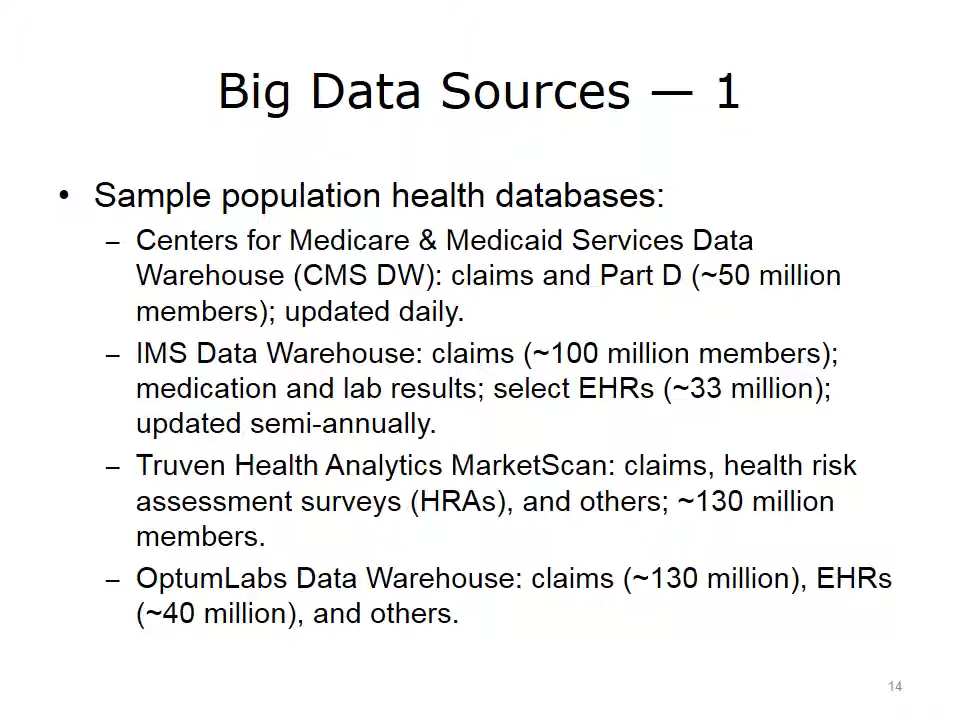 Big Data Sources — 1
• Sample population health databases:
– Centers for Medicare & Medicaid Services Data
Warehouse (CMS DW): claims and Part D (~50 million
members); updated daily.
– IMS Data Warehouse: claims (~100 million members);
medication and lab results; select EHRs (~33 million);
updated semi-annually.
– Truven Health Analytics MarketScan: claims, health risk
assessment surveys (HRAs), and others; ~130 million
members.
– OptumLabs Data Warehouse: claims (~130 million), EHRs
(~40 million), and others.
14